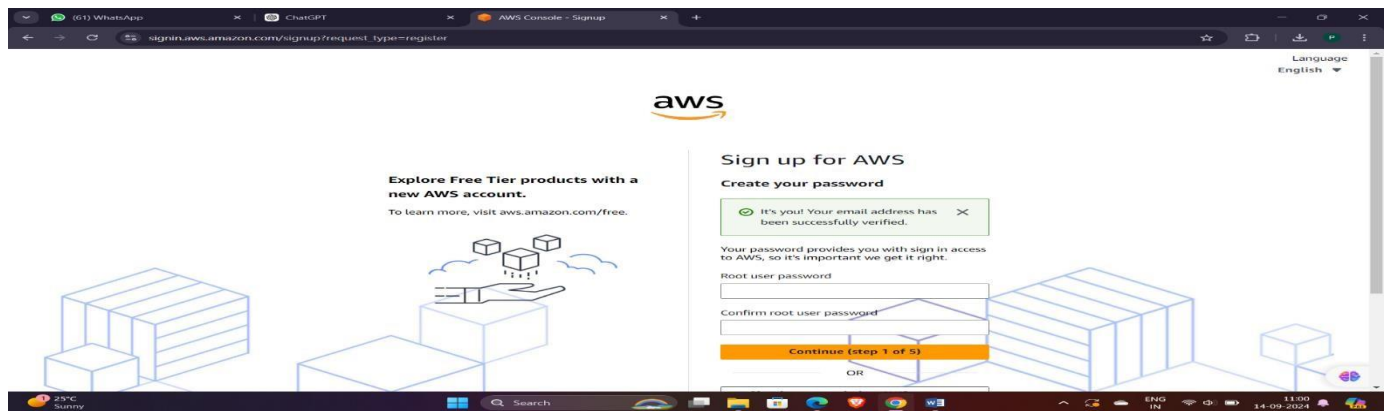 (61) WhatsApp
ChatGPT
AWS Console - Signup
signin.aws.amazon.com/signup?request_type=register
P
Language
English
aws
Explore Free Tier products with a
new AWS account.
To learn more, visit aws.amazon.com/free.
Sign up for AWS
Create your password
It's you! Your email address has
been successfully verified.
Your password provides you with sign in access
to AWS, so it's important we get it right.
Root user password
Confirm root user password
Continue (step 1 of 5)
OR
25°C
Sunny
Search
ENG
IN
11:00
14-09-2024